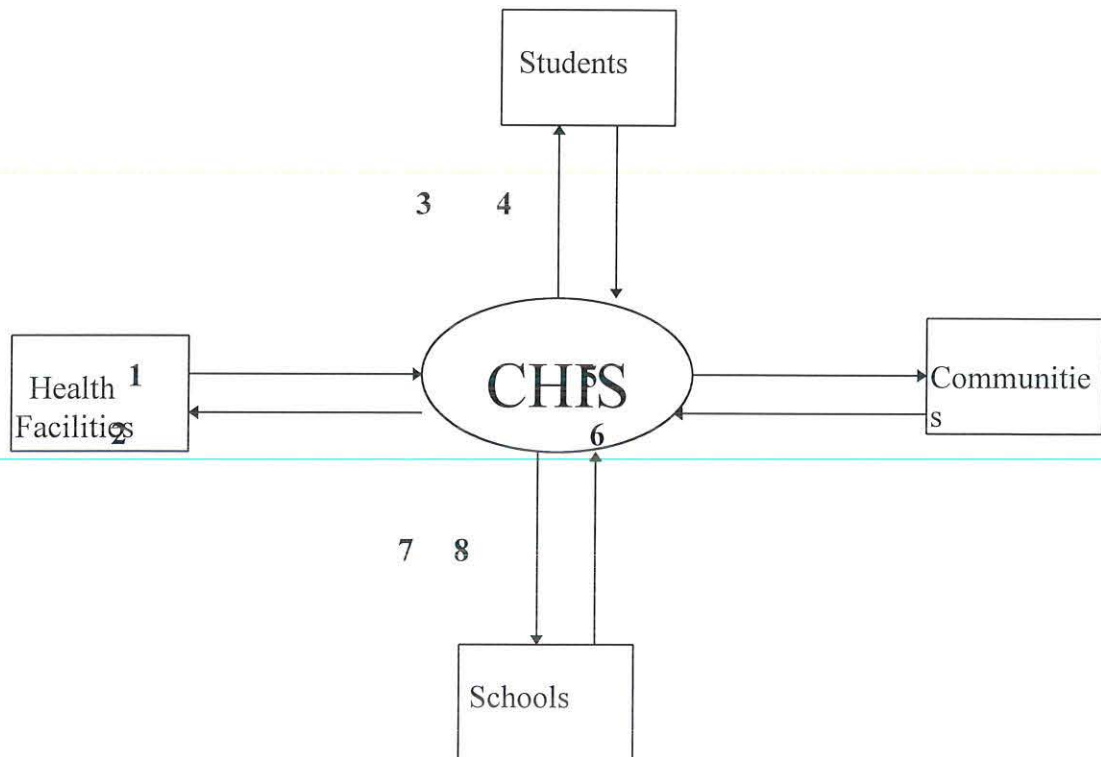 Students
3 4
Health 1
Facilities 2
CHIS
5
6
Communitie
s
7 8
Schools